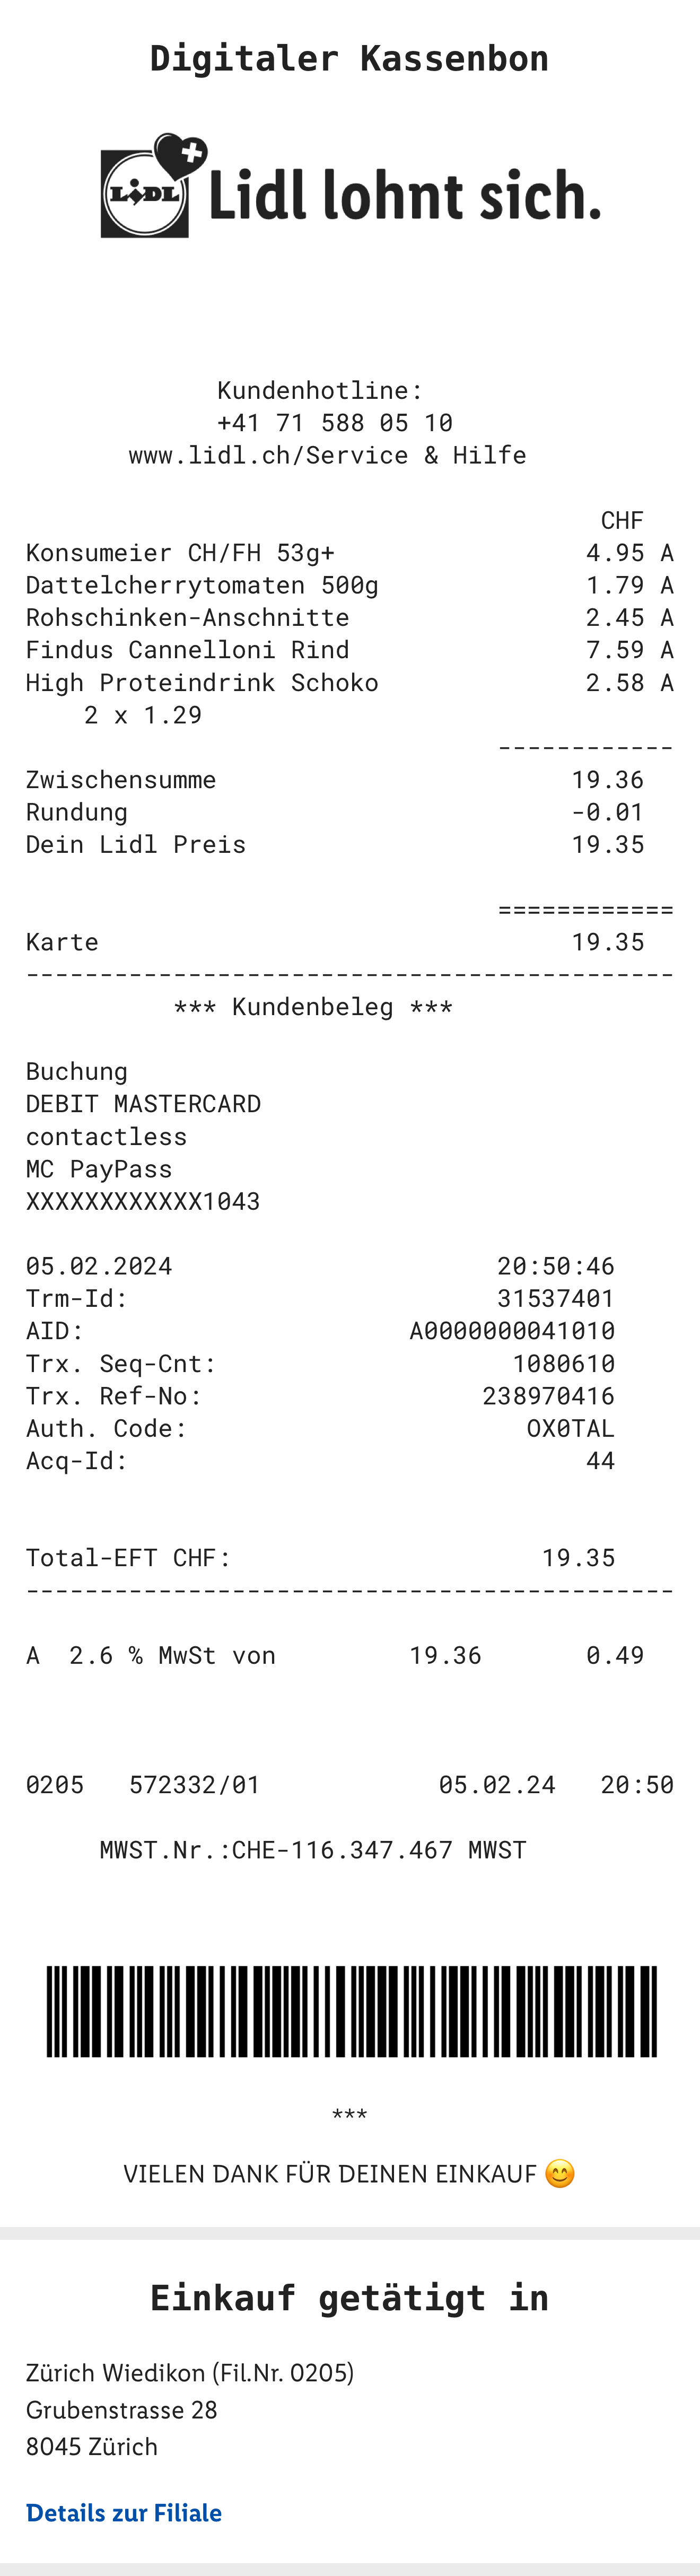 Digitaler Kassenbon
LiDL Lidl lohnt sich.
Kundenhotline:
+41 71 588 05 10
www.lidl.ch/Service & Hilfe
CHF
Konsumeier CH/FH 53g+ 4.95 A
Dattelcherrytomaten 500g 1.79 A
Rohschinken-Anschnitte 2.45 A
Findus Cannelloni Rind 7.59 A
High Proteindrink Schoko 2.58 A
2 x 1.29
------------
Zwischensumme 19.36
Rundung -0.01
Dein Lidl Preis 19.35
============
Karte 19.35
--------------------------------------------
*** Kundenbeleg ***
Buchung
DEBIT MASTERCARD
contactless
MC PayPass
XXXXXXXXXXXX1043
05.02.2024 20:50:46
Trm-Id: 31537401
AID: A0000000041010
Trx. Seq-Cnt: 1080610
Trx. Ref-No: 238970416
Auth. Code: OX0TAL
Acq-Id: 44
Total-EFT CHF: 19.35
--------------------------------------------
A 2.6 % MwSt von 19.36 0.49
0205 572332/01 05.02.24 20:50
MWST.Nr.:CHE-116.347.467 MWST
***
VIELEN DANK FÜR DEINEN EINKAUF 😊
Einkauf getätigt in
Zürich Wiedikon (Fil.Nr. 0205)
Grubenstrasse 28
8045 Zürich
Details zur Filiale